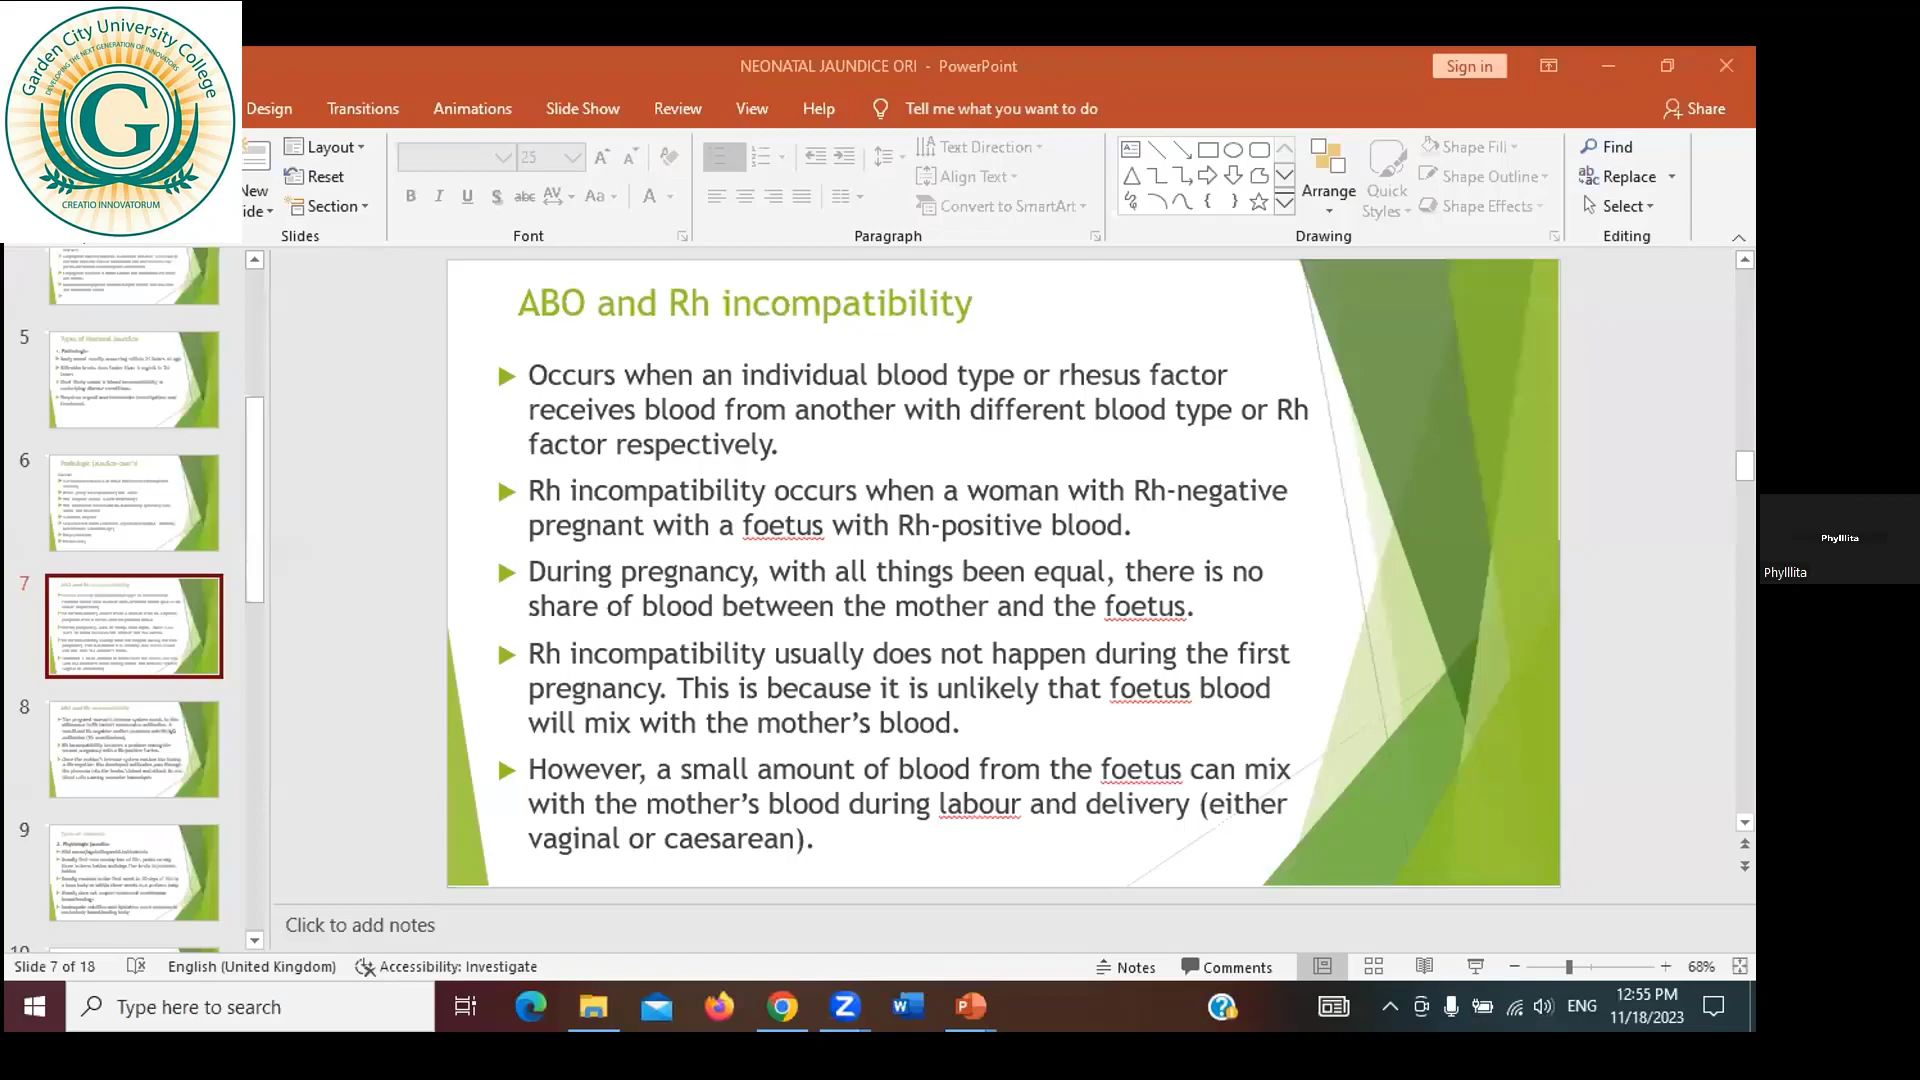 Garden City University College
DEVELOPING THE NEXT GENERATION OF INNOVATORS
G
CREATIO INNOVATORUM
NEONATAL JAUNDICE ORI - PowerPoint
Sign in
Design Transitions Animations Slide Show Review View Help Tell me what you want to do Share
Layout
Reset
Section
New
Slides
25
Font
Text Direction
Align Text
Convert to SmartArt
Paragraph
Arrange
Quick
Styles
Shape Fill
Shape Outline
Shape Effects
Drawing
Find
Replace
Select
Editing
5
6
7
8
9
ABO and Rh incompatibility
Occurs when an individual blood type or rhesus factor
receives blood from another with different blood type or Rh
factor respectively.
Rh incompatibility occurs when a woman with Rh-negative
pregnant with a foetus with Rh-positive blood.
During pregnancy, with all things been equal, there is no
share of blood between the mother and the foetus.
Rh incompatibility usually does not happen during the first
pregnancy. This is because it is unlikely that foetus blood
will mix with the mother’s blood.
However, a small amount of blood from the foetus can mix
with the mother’s blood during labour and delivery (either
vaginal or caesarean).
Phylllita
Phylllita
Click to add notes
Slide 7 of 18 English (United Kingdom) Accessibility: Investigate Notes Comments 68%
Type here to search
ENG
12:55 PM
11/18/2023